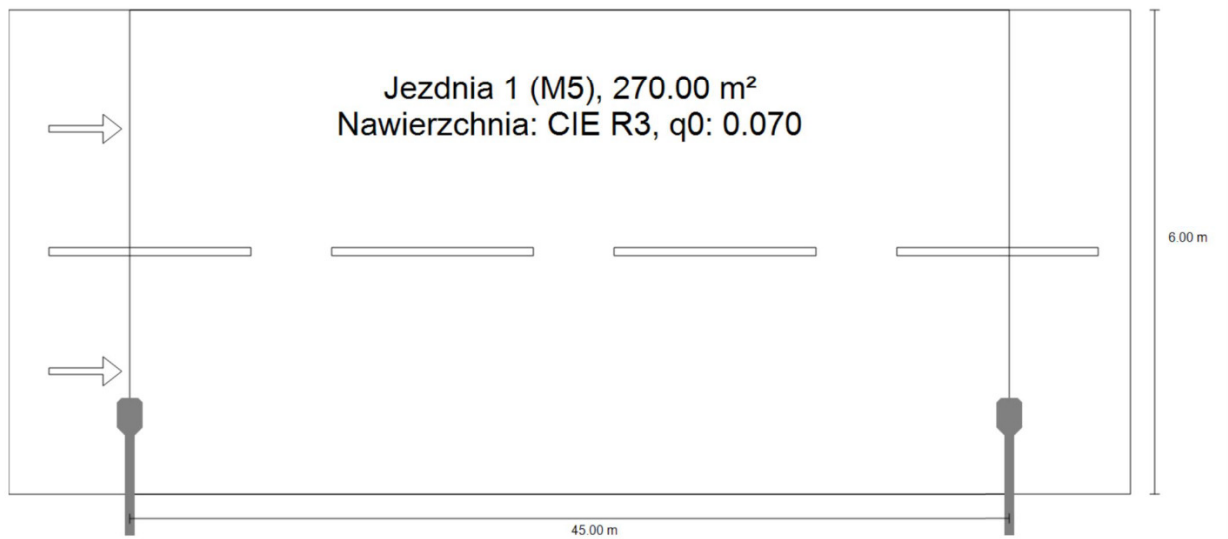 Jezdnia 1 (M5), 270.00 m²
Nawierzchnia: CIE R3, q0: 0.070
6.00 m
45.00 m